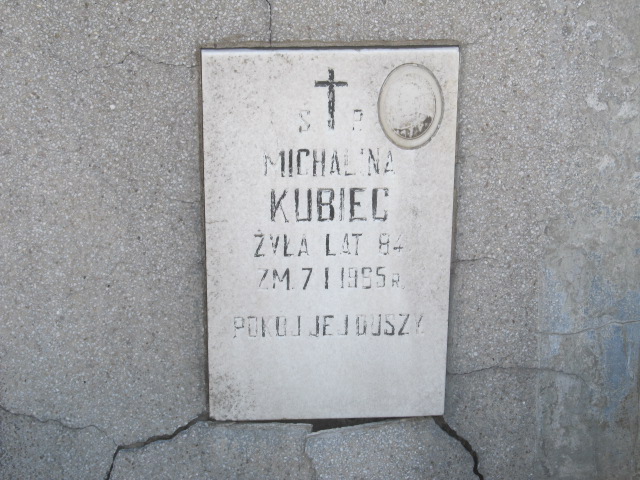 Ś P
MICHALINA
KUBIEC
ŻYŁA LAT 84
ZM. 7 I 1955 R.
POKÓJ JEJ DUSZY